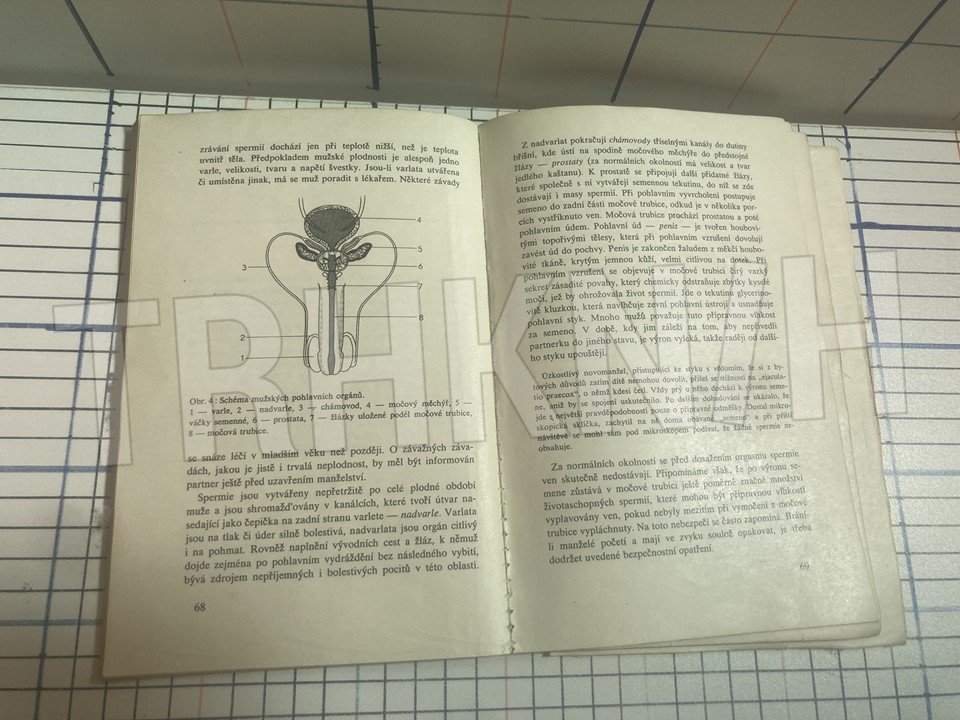 zrávání spermií dochází jen při teplotě nižší, než je teplota
uvnitř těla. Předpokladem mužské plodnosti je alespoň jedno
varle, velikosti, tvaru a napětí švestky. Jsou-li varlata utvářena
či umístěna jinak, má se muž poradit s lékařem. Některé závady
4
5
3
6
7
8
2
1
Obr. 4: Schéma mužských pohlavních orgánů.
1 — varle, 2 — nadvarle, 3 — chámovod, 4 — močový měchýř, 5 —
váčky semenné, 6 — prostata, 7 — žlázky uložené podél močové trubice,
8 — močová trubice.
se snáze léčí v mladším věku než později. O závažných záva-
dách, jakou je jistě i trvalá neplodnost, by měl být informován
partner ještě před uzavřením manželství.
Spermie jsou vytvářeny nepřetržitě po celé plodné období
muže a jsou shromažďovány v kanálcích, které tvoří útvar na-
sedající jako čepička na zadní stranu varlete — nadvarle. Varlata
jsou na tlak či úder silně bolestivá, nadvarlata jsou orgán citlivý
i na pohmat. Rovněž naplnění vývodních cest a žláz, k němuž
dojde zejména po pohlavním vydráždění bez následného vybití,
bývá zdrojem nepříjemných i bolestivých pocitů v této oblasti.
68
Z nadvarlat pokračují chámovody tříselnými kanály do dutiny
břišní, kde ústí na spodině močového měchýře do předstojné
žlázy — prostaty (za normálních okolností má velikost a tvar
jedlého kaštanu). K prostatě se připojují další přídatné žlázy,
které společně s ní vytvářejí semennou tekutinu, do níž se zde
dostávají i masy spermií. Při pohlavním vyvrcholení postupuje
semeno do zadní části močové trubice, odkud je v několika por-
cích vystříknuto ven. Močová trubice prochází prostatou a poté
pohlavním údem. Pohlavní úd — penis — je tvořen houbovi-
tými topořivými tělesy, která při pohlavním vzrušení dovolují
zavést úd do pochvy. Penis je zakončen žaludem z měkčí houbo-
vité tkáně, krytým jemnou kůží, velmi citlivou na dotek. Při
pohlavním vzrušení se objevuje v močové trubici čirý vazký
sekret zásadité povahy, který chemicky odstraňuje zbytky kyselé
moči, jež by ohrožovala život spermií. Jde o tekutinu glycerino-
vitě kluzkou, která navlhčuje zevní pohlavní ústrojí a usnadňuje
pohlavní styk. Mnoho mužů považuje tuto přípravnou vlhkost
za semeno. V době, kdy jim záleží na tom, aby nepřivedli
partnerku do jiného stavu, je výron vyleká, takže raději od další-
ho styku upouštějí.
Úzkostlivý novomanžel, přistupující ke styku s vědomím, že si z by-
tových důvodů zatím dítě nemohou dovolit, přišel se stížností na „ejacula-
tio praecox“, o němž kdesi četl. Vždy prý u něho dochází k výronu seme-
ne, aniž by se spojení uskutečnilo. Po delším dohadování se ukázalo, že
jde s největší pravděpodobností pouze o přípravné odměšky. Dostal mikro-
skopická sklíčka, zachytil na ně doma obávané „semeno“ a při příští
návštěvě se mohl sám pod mikroskopem podívat, že žádné spermie ne-
obsahuje.
Za normálních okolností se před dosažením orgasmu spermie
ven skutečně nedostávají. Připomínáme však, že po výronu se-
mene zůstává v močové trubici ještě poměrně značné množství
životaschopných spermií, které mohou být přípravnou vlhkostí
vyplavovány ven, pokud nebyly mezitím při vymočení z močové
trubice vypláchnuty. Na toto nebezpečí se často zapomíná. Brání-
li manželé početí a mají ve zvyku soulož opakovat, je třeba
dodržet uvedené bezpečnostní opatření.
69